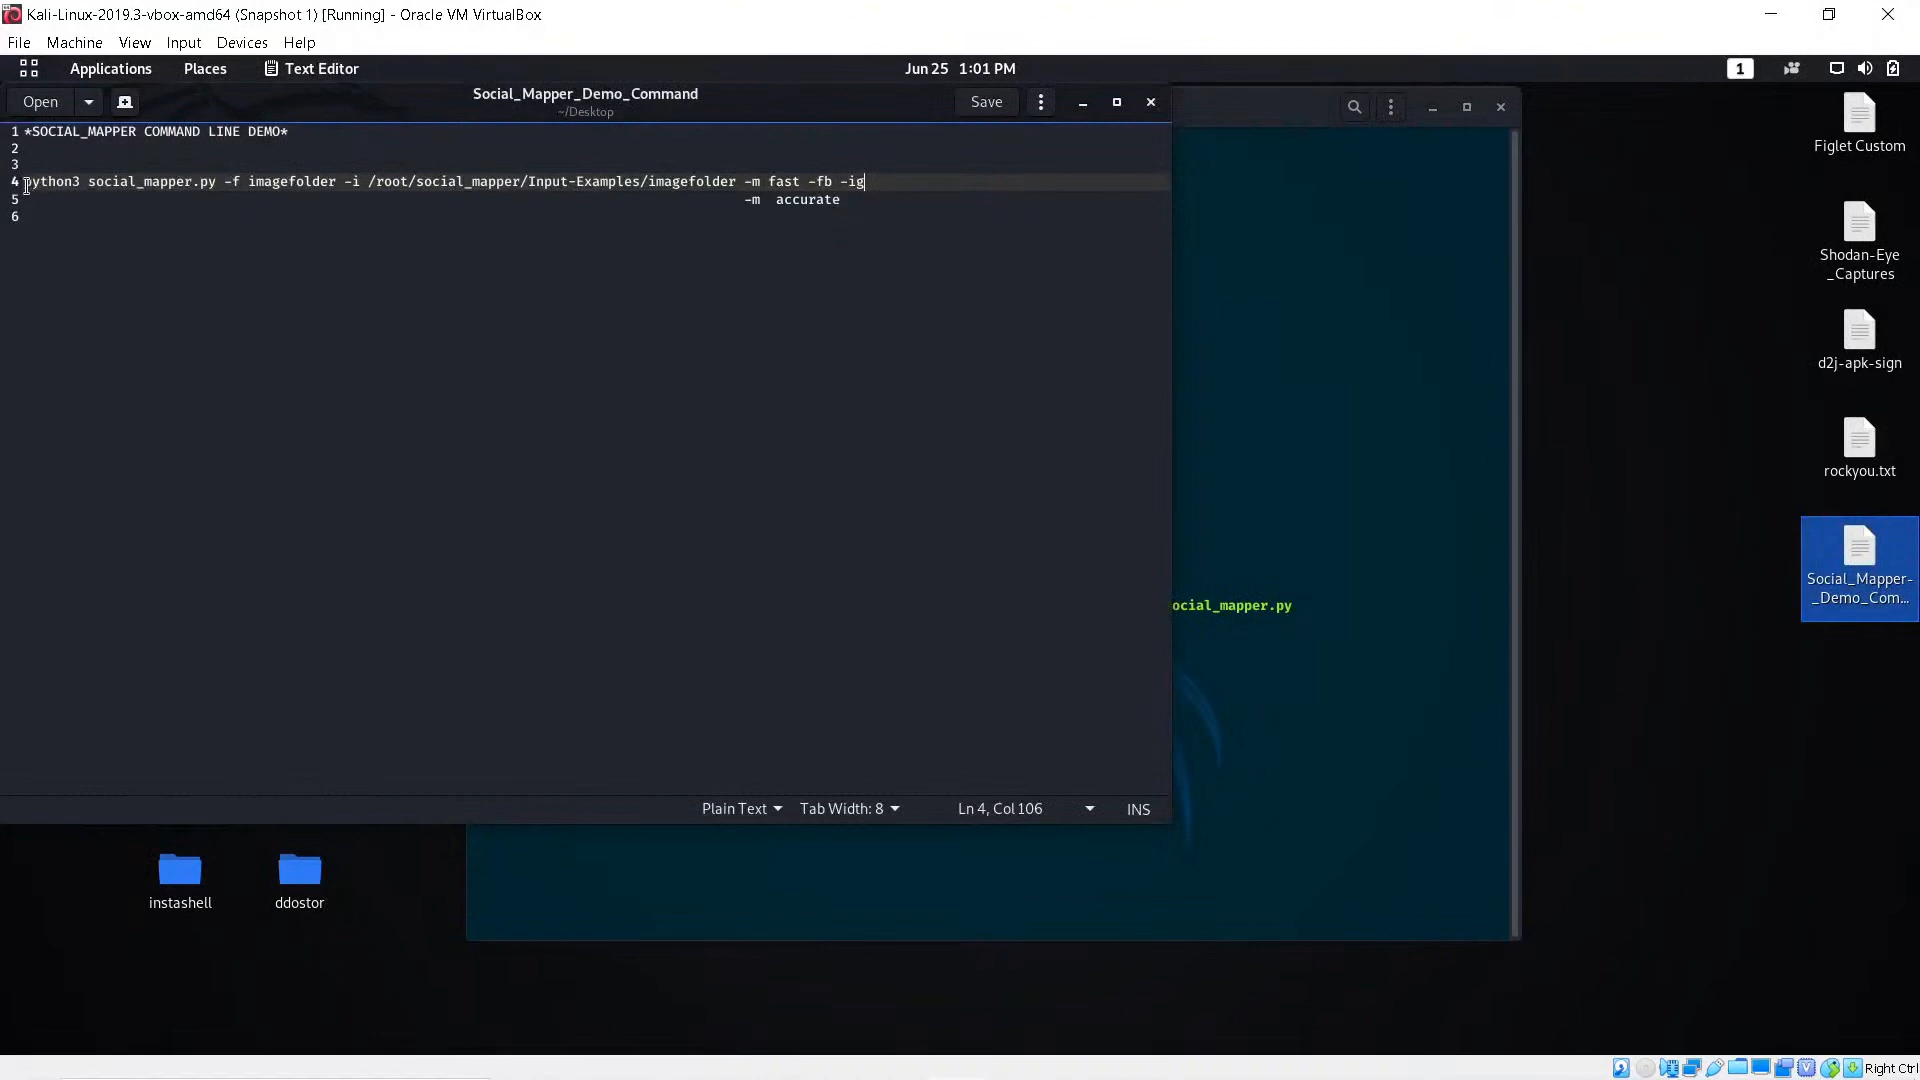 Kali-Linux-2019.3-vbox-amd64 (Snapshot 1) [Running] - Oracle VM VirtualBox
File Machine View Input Devices Help
Applications Places Text Editor Jun 25 1:01 PM 1
Open Social_Mapper_Demo_Command Save
~/Desktop
1 *SOCIAL_MAPPER COMMAND LINE DEMO*
2
3
4 python3 social_mapper.py -f imagefolder -i /root/social_mapper/Input-Examples/imagefolder -m fast -fb -ig
5 -m accurate
6
Plain Text Tab Width: 8 Ln 4, Col 106 INS
ocial_mapper.py
Figlet Custom
Shodan-Eye
_Captures
d2j-apk-sign
rockyou.txt
Social_Mapper-
_Demo_Com...
instashell ddostor
Right Ctrl